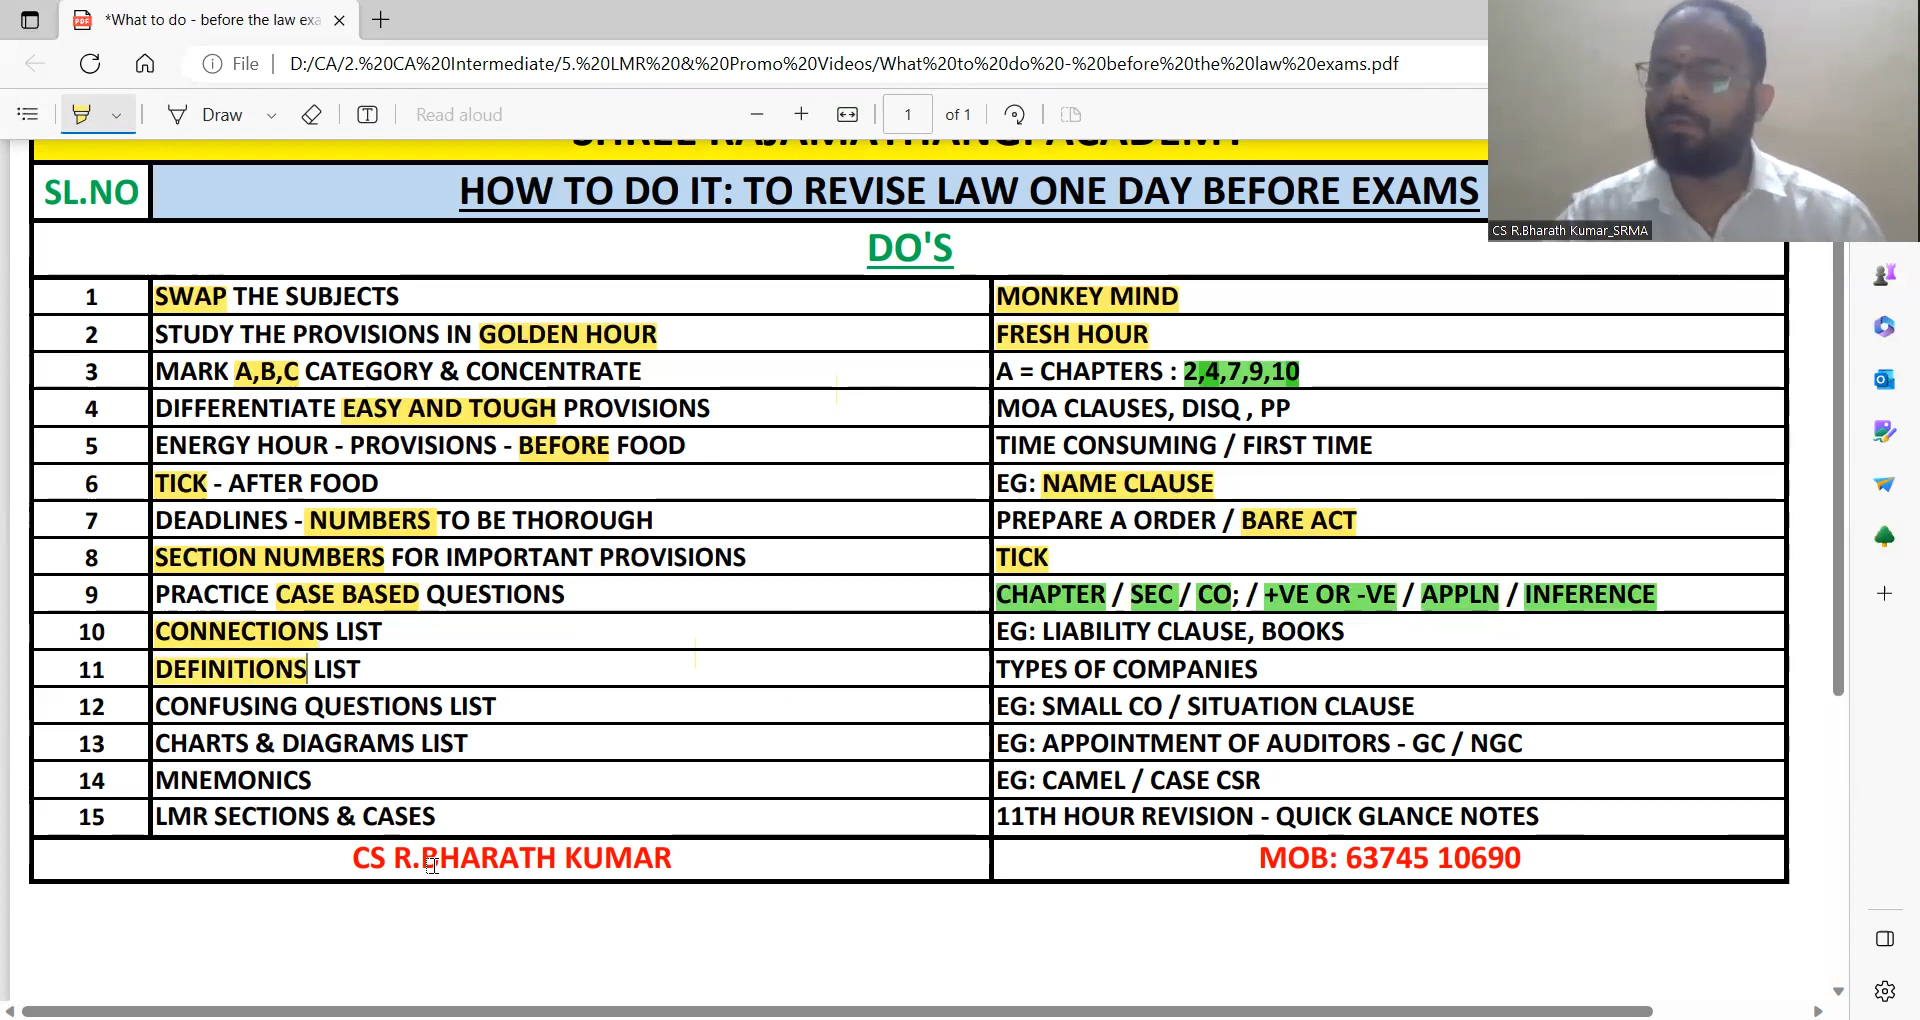 *What to do - before the law exa
File
D:/CA/2.%20CA%20Intermediate/5.%20LMR%20&%20Promo%20Videos/What%20to%20do%20-%20before%20the%20law%20exams.pdf
Draw
Read aloud
1 of 1
SHREE RAJAMATHANGI ACADEMY
SL.NO HOW TO DO IT: TO REVISE LAW ONE DAY BEFORE EXAMS
CS R.Bharath Kumar_SRMA
DO'S
1 SWAP THE SUBJECTS MONKEY MIND
2 STUDY THE PROVISIONS IN GOLDEN HOUR FRESH HOUR
3 MARK A,B,C CATEGORY & CONCENTRATE A = CHAPTERS : 2,4,7,9,10
4 DIFFERENTIATE EASY AND TOUGH PROVISIONS MOA CLAUSES, DISQ , PP
5 ENERGY HOUR - PROVISIONS - BEFORE FOOD TIME CONSUMING / FIRST TIME
6 TICK - AFTER FOOD EG: NAME CLAUSE
7 DEADLINES - NUMBERS TO BE THOROUGH PREPARE A ORDER / BARE ACT
8 SECTION NUMBERS FOR IMPORTANT PROVISIONS TICK
9 PRACTICE CASE BASED QUESTIONS CHAPTER / SEC / CO; / +VE OR -VE / APPLN / INFERENCE
10 CONNECTIONS LIST EG: LIABILITY CLAUSE, BOOKS
11 DEFINITIONS LIST TYPES OF COMPANIES
12 CONFUSING QUESTIONS LIST EG: SMALL CO / SITUATION CLAUSE
13 CHARTS & DIAGRAMS LIST EG: APPOINTMENT OF AUDITORS - GC / NGC
14 MNEMONICS EG: CAMEL / CASE CSR
15 LMR SECTIONS & CASES 11TH HOUR REVISION - QUICK GLANCE NOTES
CS R.BHARATH KUMAR MOB: 63745 10690